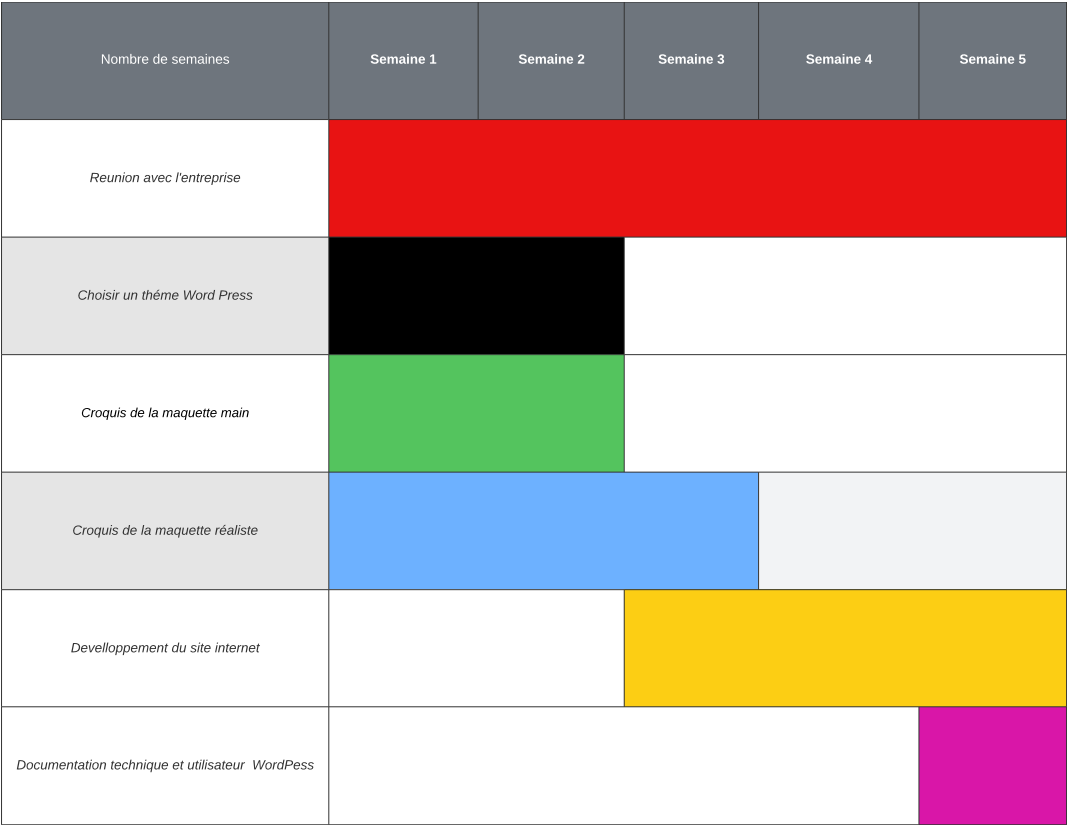 Nombre de semaines
Semaine 1
Semaine 2
Semaine 3
Semaine 4
Semaine 5
Reunion avec l'entreprise
Choisir un théme Word Press
Croquis de la maquette main
Croquis de la maquette réaliste
Develloppement du site internet
Documentation technique et utilisateur  WordPess